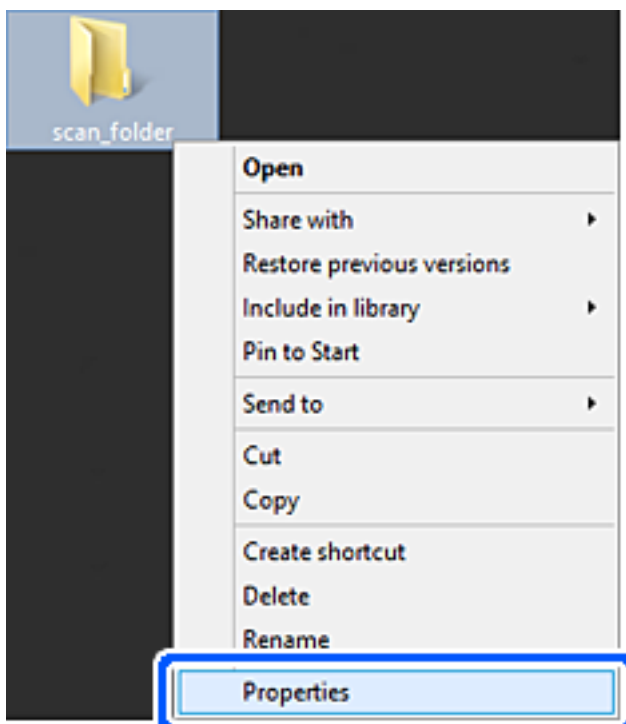 scan_folder
Open
Share with
Restore previous versions
Include in library
Pin to Start
Send to
Cut
Copy
Create shortcut
Delete
Rename
Properties